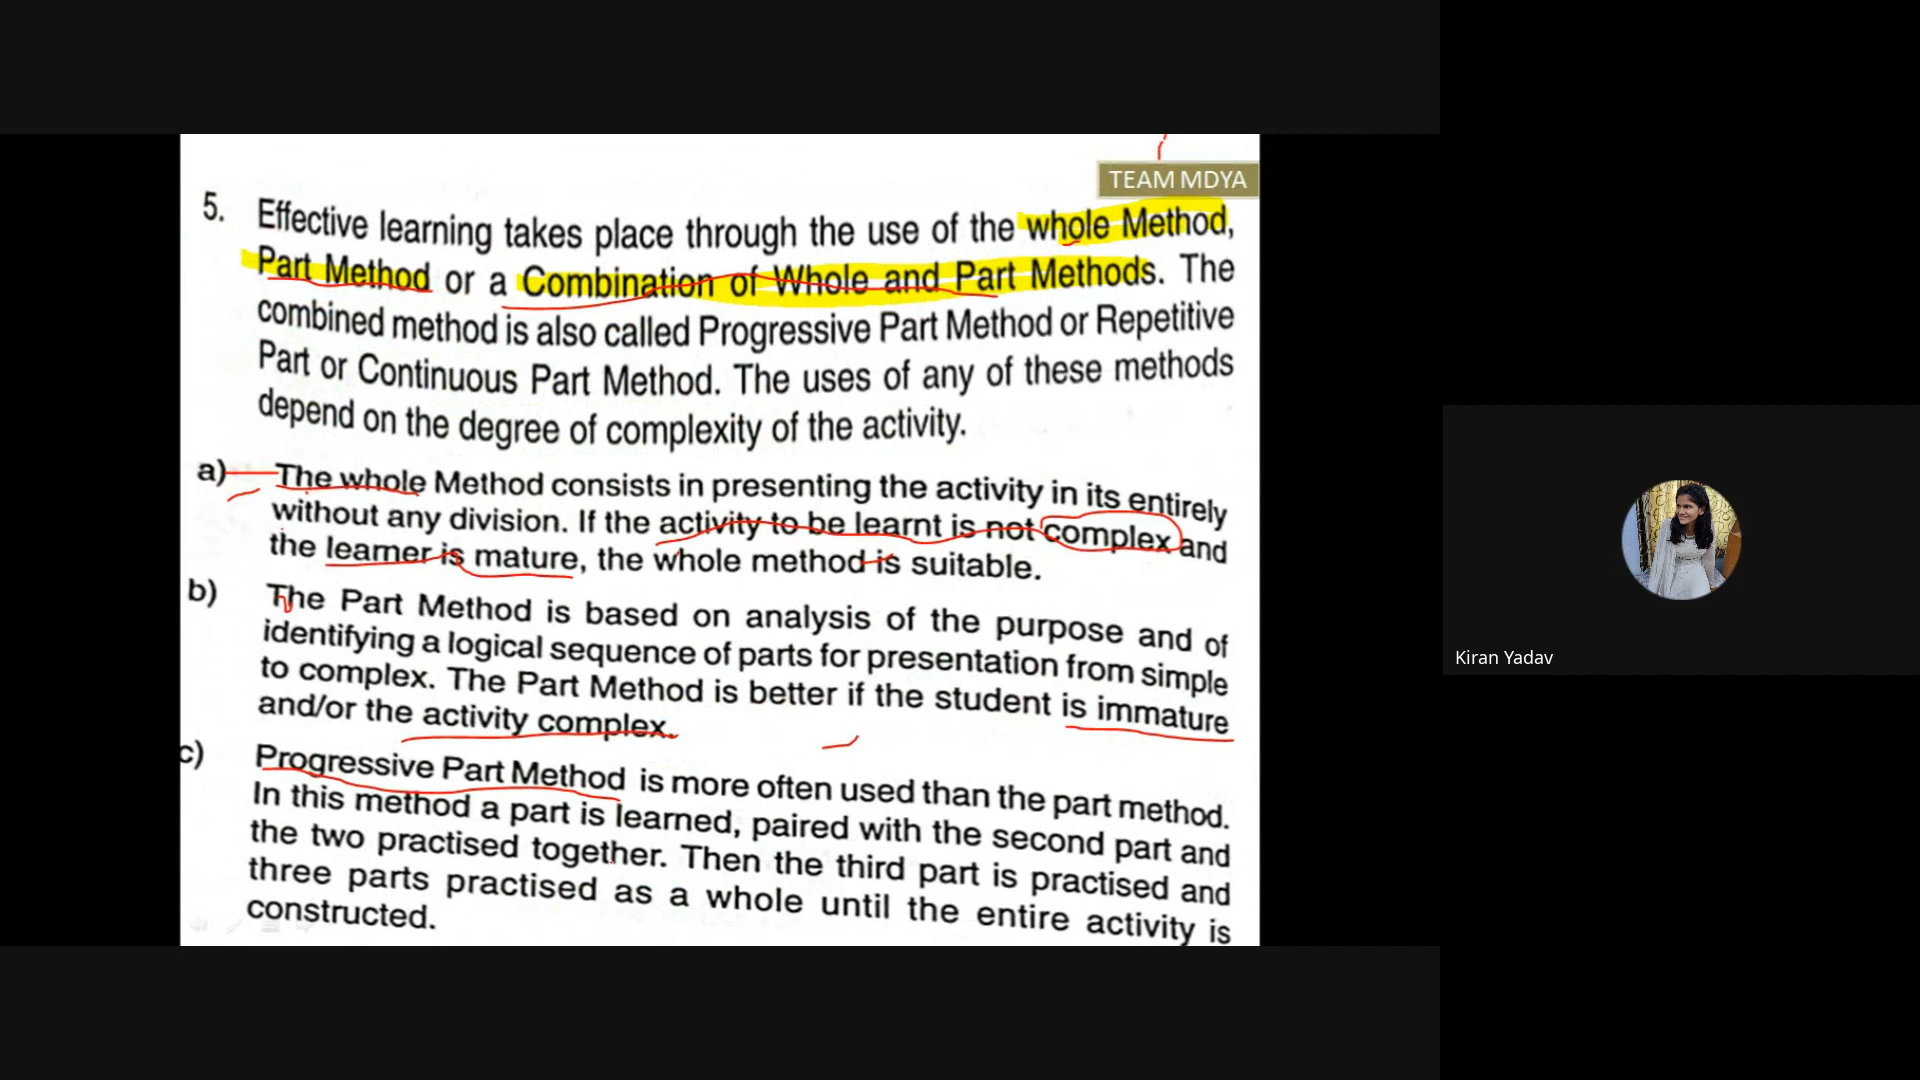 TEAM MDYA
5. Effective learning takes place through the use of the whole Method,
Part Method or a Combination of Whole and Part Methods. The
combined method is also called Progressive Part Method or Repetitive
Part or Continuous Part Method. The uses of any of these methods
depend on the degree of complexity of the activity.
a) The whole Method consists in presenting the activity in its entirely
without any division. If the activity to be learnt is not complex and
the learner is mature, the whole method is suitable.
b) The Part Method is based on analysis of the purpose and of
identifying a logical sequence of parts for presentation from simple
to complex. The Part Method is better if the student is immature
and/or the activity complex.
c) Progressive Part Method is more often used than the part method.
In this method a part is learned, paired with the second part and
the two practised together. Then the third part is practised and
three parts practised as a whole until the entire activity is
constructed.
Kiran Yadav